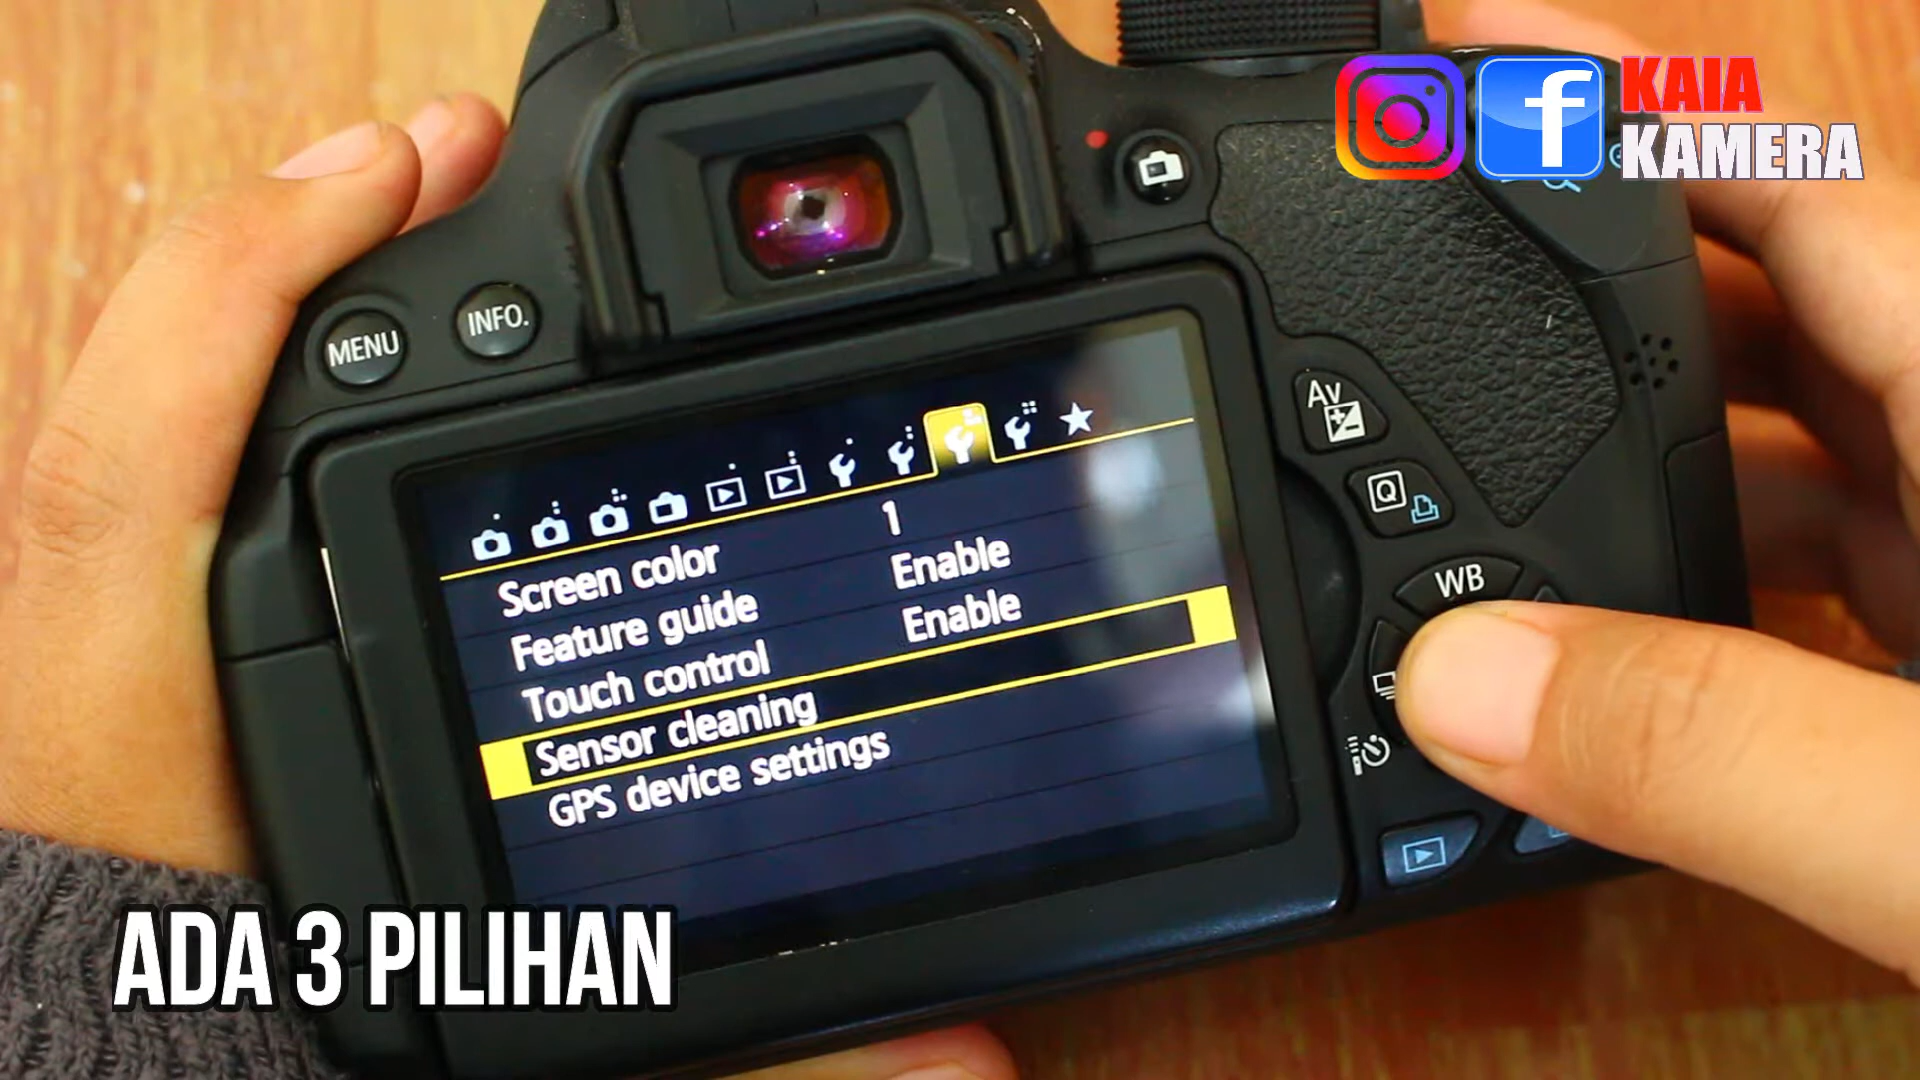 KAIA
KAMERA
MENU
INFO.
Av
Q
WB
Screen color 1
Feature guide Enable
Touch control Enable
Sensor cleaning
GPS device settings
ADA 3 PILIHAN